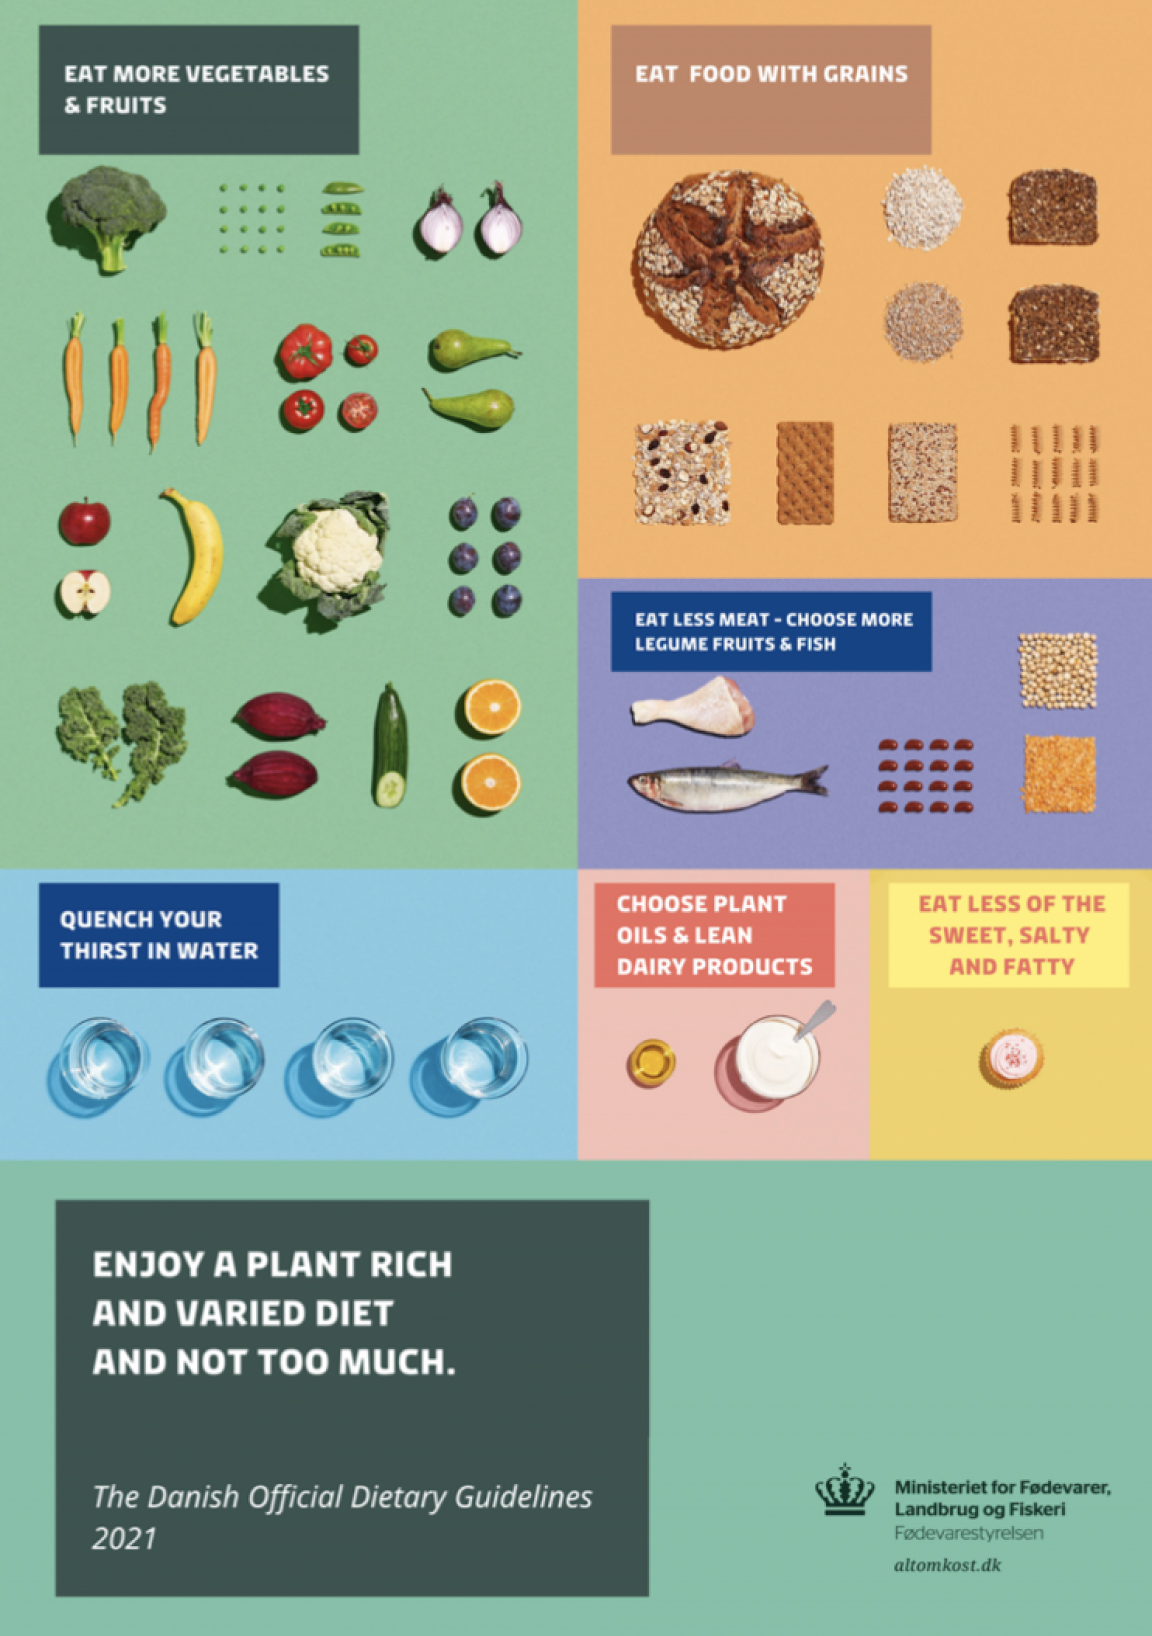 EAT MORE VEGETABLES
& FRUITS
EAT FOOD WITH GRAINS
EAT LESS MEAT - CHOOSE MORE
LEGUME FRUITS & FISH
QUENCH YOUR
THIRST IN WATER
CHOOSE PLANT
OILS & LEAN
DAIRY PRODUCTS
EAT LESS OF THE
SWEET, SALTY
AND FATTY
ENJOY A PLANT RICH
AND VARIED DIET
AND NOT TOO MUCH.
The Danish Official Dietary Guidelines
2021
Ministeriet for Fødevarer,
Landbrug og Fiskeri
Fødevarestyrelsen
altomkost.dk